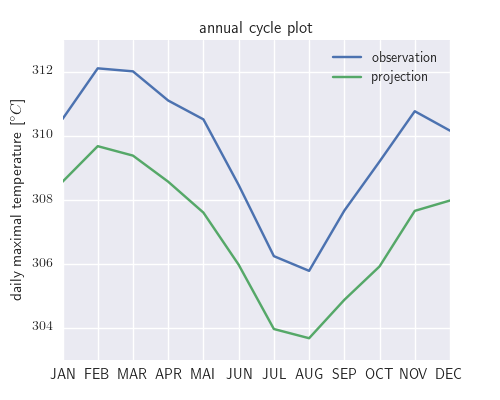 annual cycle plot
observation
projection
daily maximal temperature [°C]
312
310
308
306
304
JAN FEB MAR APR MAI JUN JUL AUG SEP OCT NOV DEC